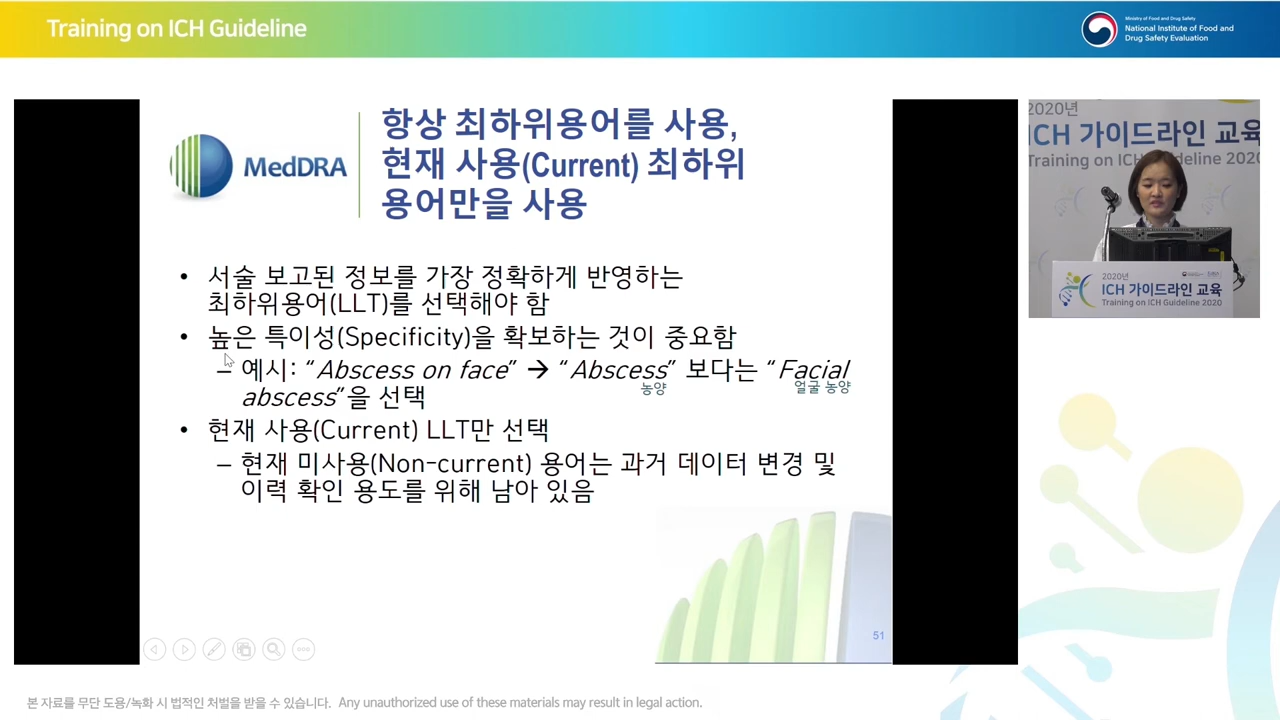 Training on ICH Guideline
Ministry of Food and Drug Safety
National Institute of Food and
Drug Safety Evaluation
MedDRA
항상 최하위용어를 사용,
현재 사용(Current) 최하위
용어만을 사용
• 서술 보고된 정보를 가장 정확하게 반영하는
최하위용어(LLT)를 선택해야 함
• 높은 특이성(Specificity)을 확보하는 것이 중요함
– 예시: “Abscess on face” → “Abscess” 보다는 “Facial
농양 얼굴 농양
abscess”을 선택
• 현재 사용(Current) LLT만 선택
– 현재 미사용(Non-current) 용어는 과거 데이터 변경 및
이력 확인 용도를 위해 남아 있음
51
2020년
ICH 가이드라인 교육
Training on ICH Guideline 2020
2020년
ICH 가이드라인 교육
Training on ICH Guideline 2020
본 자료를 무단 도용/녹화 시 법적인 처벌을 받을 수 있습니다. Any unauthorized use of these materials may result in legal action.